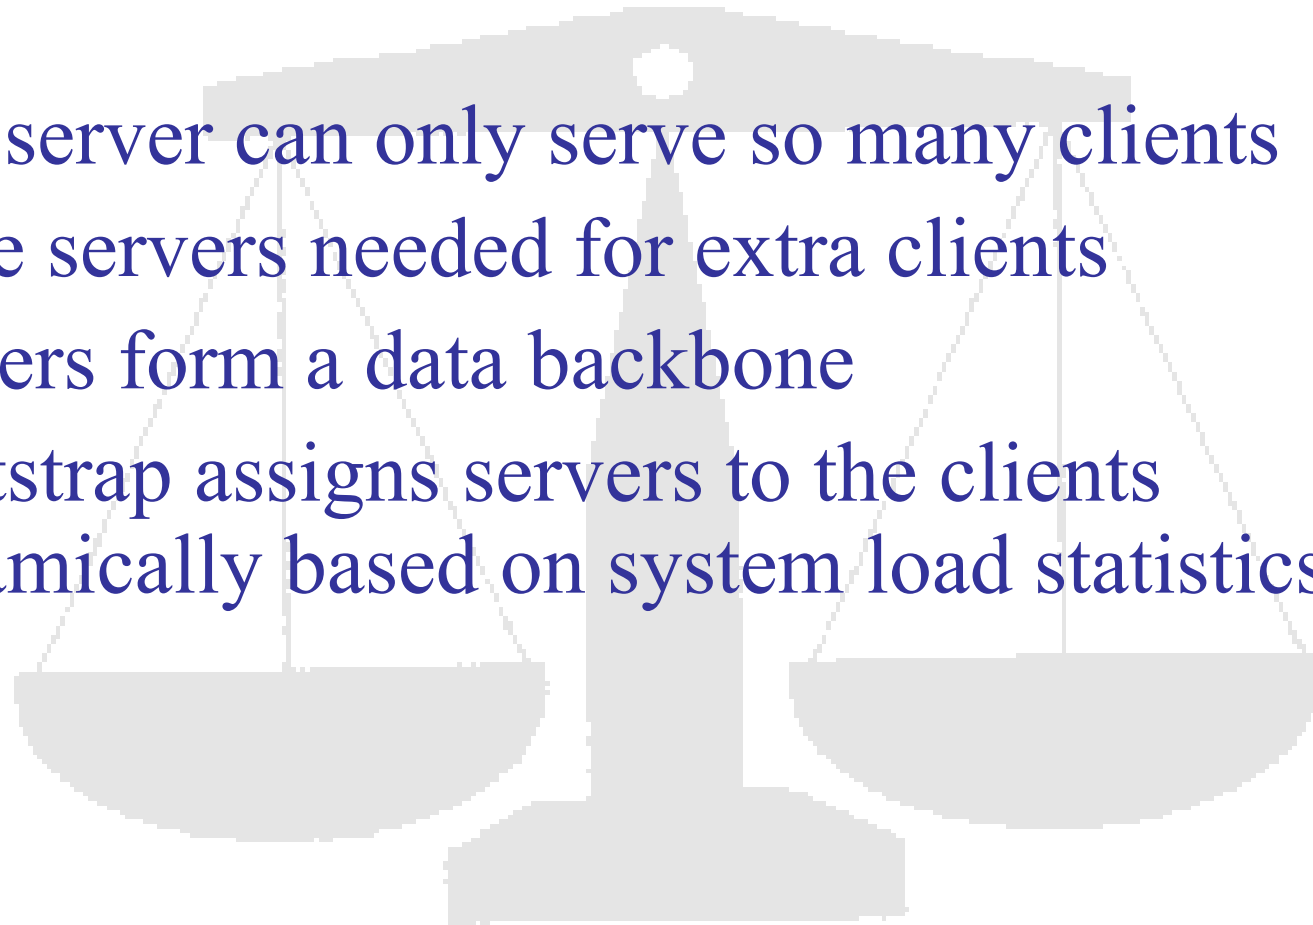 server can only serve so many clients
e servers needed for extra clients
ers form a data backbone
tstrap assigns servers to the clients
amically based on system load statistics